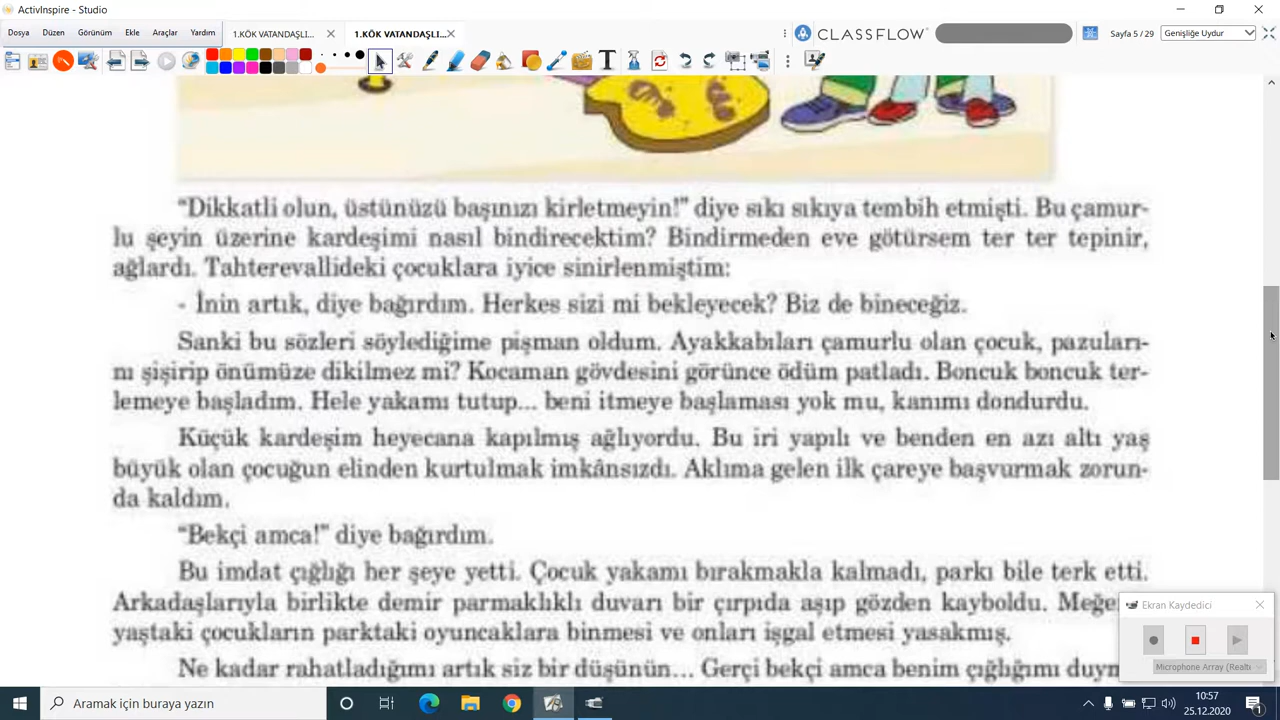 ActivInspire - Studio
Dosya Düzen Görünüm Ekle Araçlar Yardım
1.KÖK VATANDAŞLI...
1.KÖK VATANDAŞLI...
CLASSFLOW
Sayfa 5 / 29
Genişliğe Uydur
“Dikkatli olun, üstünüzü başınızı kirletmeyin!” diye sıkı sıkıya tembih etmişti. Bu çamur-
lu şeyin üzerine kardeşimi nasıl bindirecektim? Bindirmeden eve götürsem ter ter tepinir,
ağlardı. Tahterevallideki çocuklara iyice sinirlenmiştim:
- İnin artık, diye bağırdım. Herkes sizi mi bekleyecek? Biz de bineceğiz.
Sanki bu sözleri söylediğime pişman oldum. Ayakkabıları çamurlu olan çocuk, pazuları-
nı şişirip önümüze dikilmez mi? Kocaman gövdesini görünce ödüm patladı. Boncuk boncuk ter-
lemeye başladım. Hele yakamı tutup... beni itmeye başlaması yok mu, kanımı dondurdu.
Küçük kardeşim heyecana kapılmış ağlıyordu. Bu iri yapılı ve benden en azı altı yaş
büyük olan çocuğun elinden kurtulmak imkânsızdı. Aklıma gelen ilk çareye başvurmak zorun-
da kaldım.
“Bekçi amca!” diye bağırdım.
Bu imdat çığlığı her şeye yetti. Çocuk yakamı bırakmakla kalmadı, parkı bile terk etti.
Arkadaşlarıyla birlikte demir parmaklıklı duvarı bir çırpıda aşıp gözden kayboldu. Meğe
yaştaki çocukların parktaki oyuncaklara binmesi ve onları işgal etmesi yasakmış.
Ne kadar rahatladığımı artık siz bir düşünün... Gerçi bekçi amca benim çığlığımı duym
Ekran Kaydedici
Microphone Array (Realt
Aramak için buraya yazın
10:57
25.12.2020
1